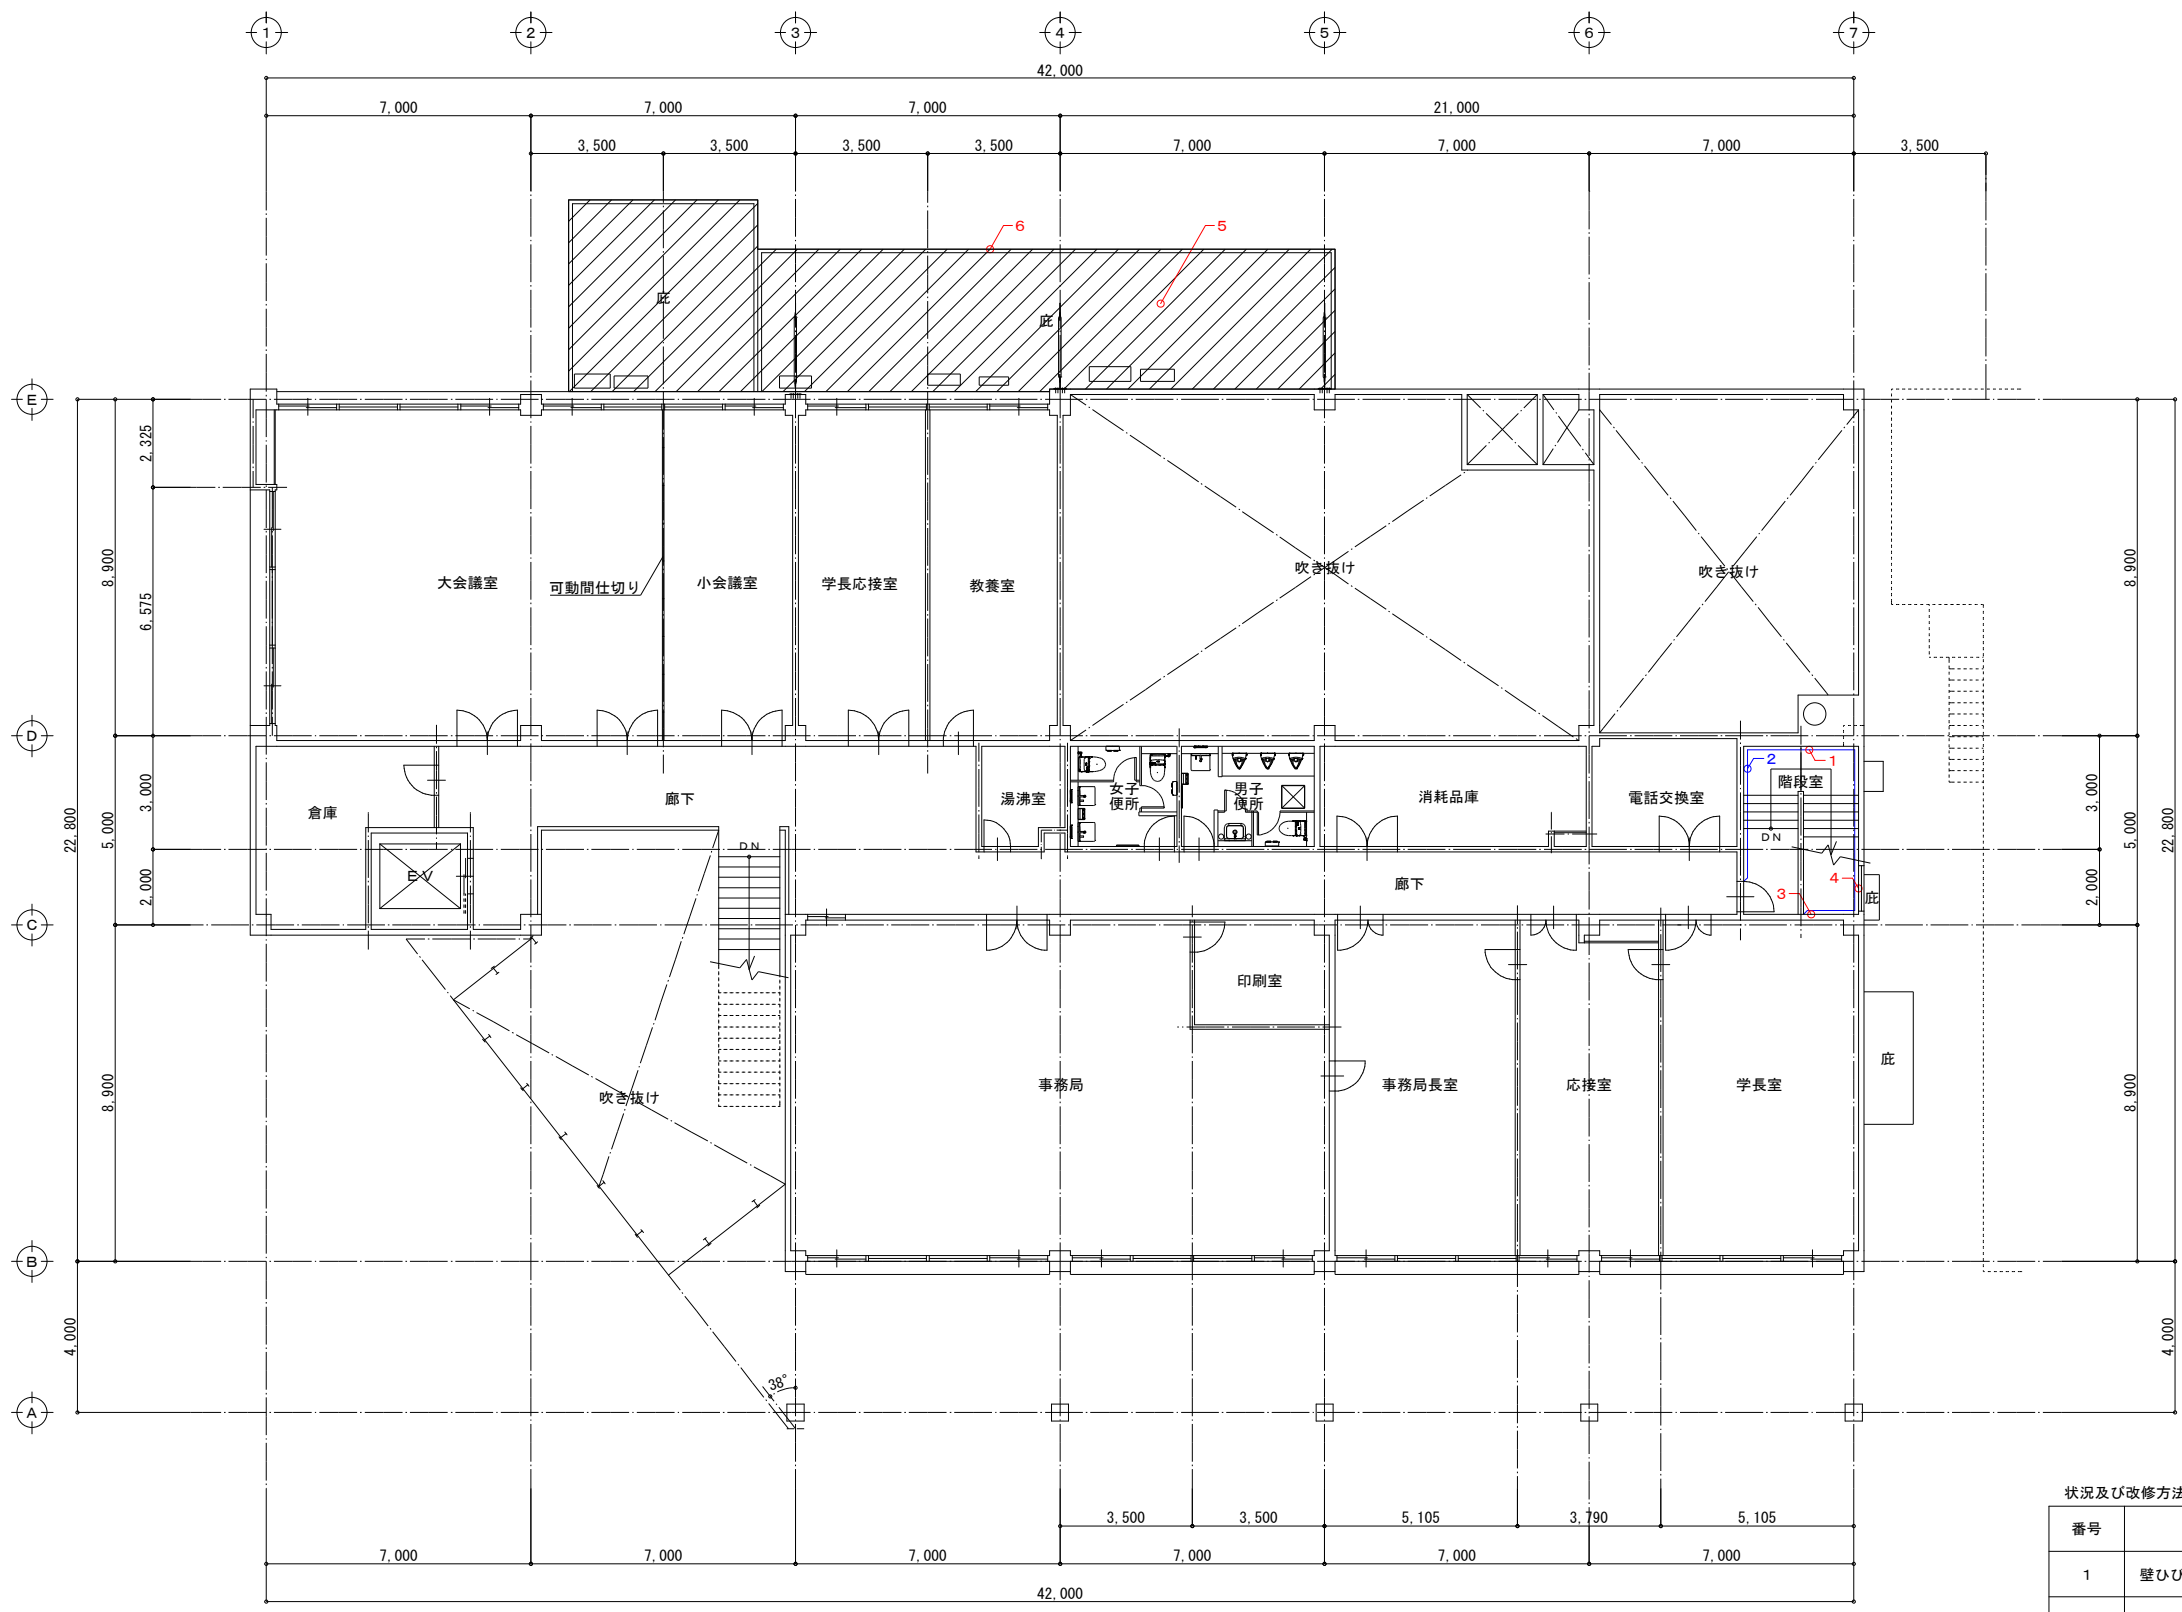 1
2
3
4
5
6
7
42,000
7,000
7,000
7,000
21,000
3,500
3,500
3,500
3,500
7,000
7,000
7,000
3,500
6
5
庇
庇
E
D
C
B
A
2,325
8,900
6,575
22,800
5,000
3,000
2,000
8,900
4,000
大会議室
可動間仕切り
小会議室
学長応接室
教養室
吹き抜け
吹き抜け
8,900
3,000
5,000
22,800
2,000
8,900
4,000
倉庫
廊下
湯沸室
女子
便所
男子
便所
消耗品庫
電話交換室
2
1
階段室
DN
EV
DN
廊下
3
4
庇
印刷室
吹き抜け
事務局
事務局長室
応接室
学長室
庇
38°
3,500
3,500
5,105
3,790
5,105
7,000
7,000
7,000
7,000
7,000
7,000
42,000
状況及び改修方法
番号
1
壁ひび